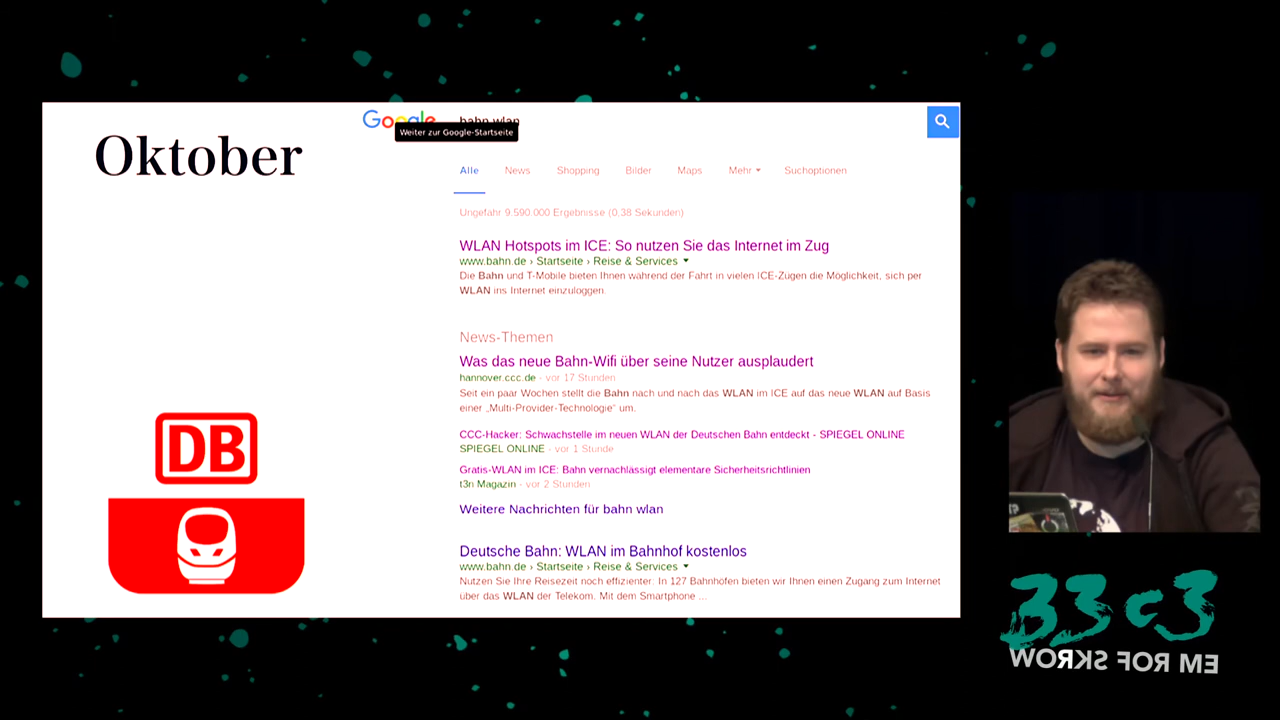 Oktober
Google
bahn wlan
Weiter zur Google-Startseite
Alle News Shopping Bilder Maps Mehr Suchoptionen
Ungefähr 9.590.000 Ergebnisse (0,38 Sekunden)
WLAN Hotspots im ICE: So nutzen Sie das Internet im Zug
www.bahn.de › Startseite › Reise & Services
Die Bahn und T-Mobile bieten Ihnen während der Fahrt in vielen ICE-Zügen die Möglichkeit, sich per
WLAN ins Internet einzuloggen.
News-Themen
Was das neue Bahn-Wifi über seine Nutzer ausplaudert
hannover.ccc.de - vor 17 Stunden
Seit ein paar Wochen stellt die Bahn nach und nach das WLAN im ICE auf das neue WLAN auf Basis
einer „Multi-Provider-Technologie“ um.
CCC-Hacker: Schwachstelle im neuen WLAN der Deutschen Bahn entdeckt - SPIEGEL ONLINE
SPIEGEL ONLINE - vor 1 Stunde
Gratis-WLAN im ICE: Bahn vernachlässigt elementare Sicherheitsrichtlinien
t3n Magazin - vor 2 Stunden
Weitere Nachrichten für bahn wlan
Deutsche Bahn: WLAN im Bahnhof kostenlos
www.bahn.de › Startseite › Reise & Services
Nutzen Sie Ihre Reisezeit noch effizienter: In 127 Bahnhöfen bieten wir Ihnen einen Zugang zum Internet
über das WLAN der Telekom. Mit dem Smartphone ...
DB
33c3
WORKS FOR ME